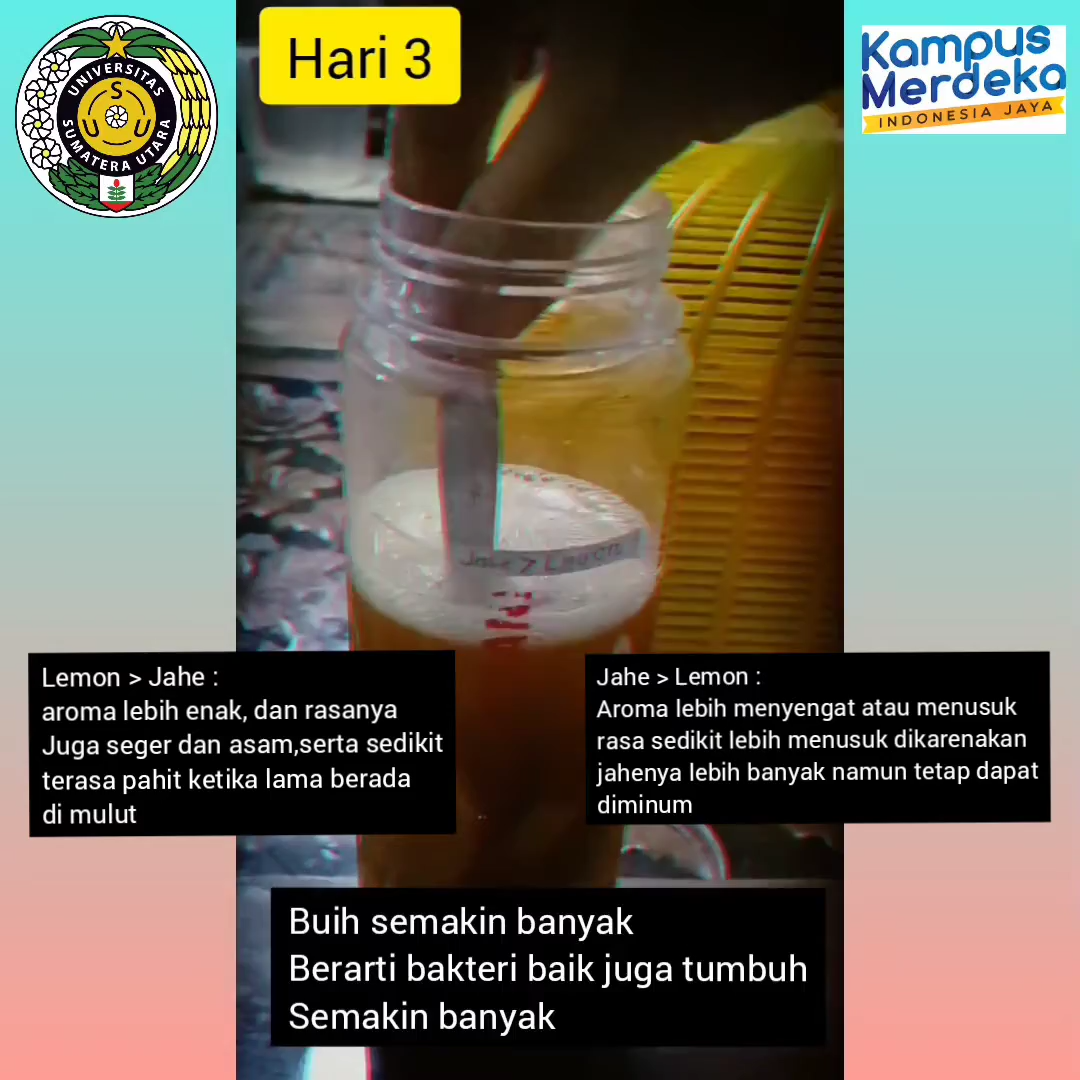 UNIVERSITAS
SUMATERA UTARA
U S U
Hari 3
Kampus
Merdeka
INDONESIA JAYA
Jahe > Lemon
Lemon > Jahe :
aroma lebih enak, dan rasanya
Juga seger dan asam,serta sedikit
terasa pahit ketika lama berada
di mulut
Jahe > Lemon :
Aroma lebih menyengat atau menusuk
rasa sedikit lebih menusuk dikarenakan
jahenya lebih banyak namun tetap dapat
diminum
Buih semakin banyak
Berarti bakteri baik juga tumbuh
Semakin banyak